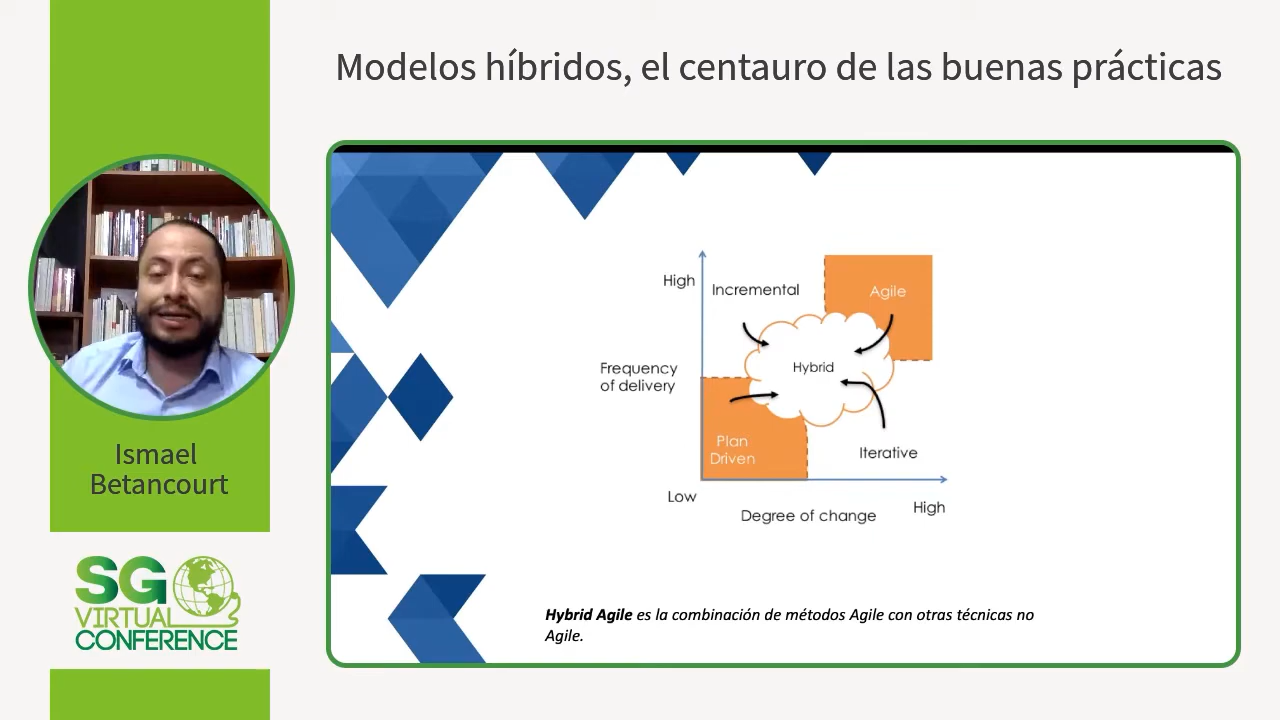 Modelos híbridos, el centauro de las buenas prácticas
Ismael
Betancourt
SG
VIRTUAL
CONFERENCE
High
Incremental
Agile
Frequency
of delivery
Hybrid
Plan
Driven
Iterative
Low
High
Degree of change
Hybrid Agile es la combinación de métodos Agile con otras técnicas no
Agile.